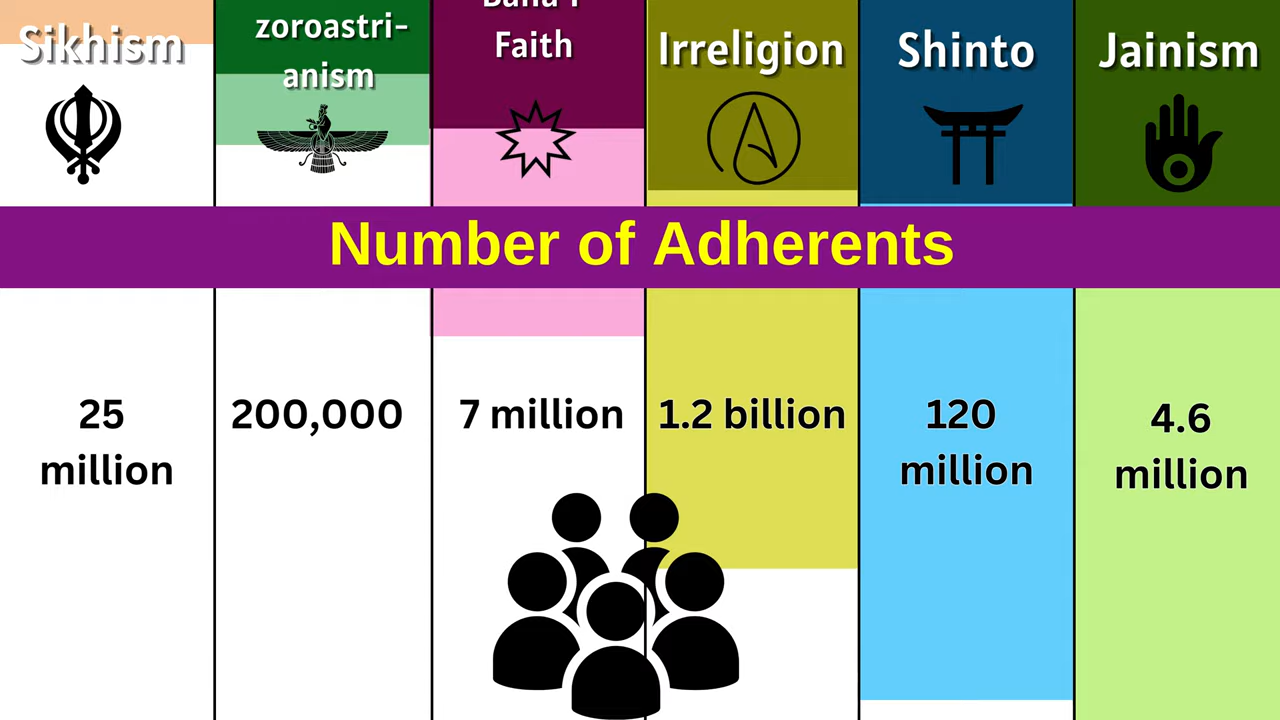 Sikhism
zoroastri-
anism
Faith
Irreligion
Shinto
Jainism
Number of Adherents
25
million
200,000
7 million
1.2 billion
120
million
4.6
million